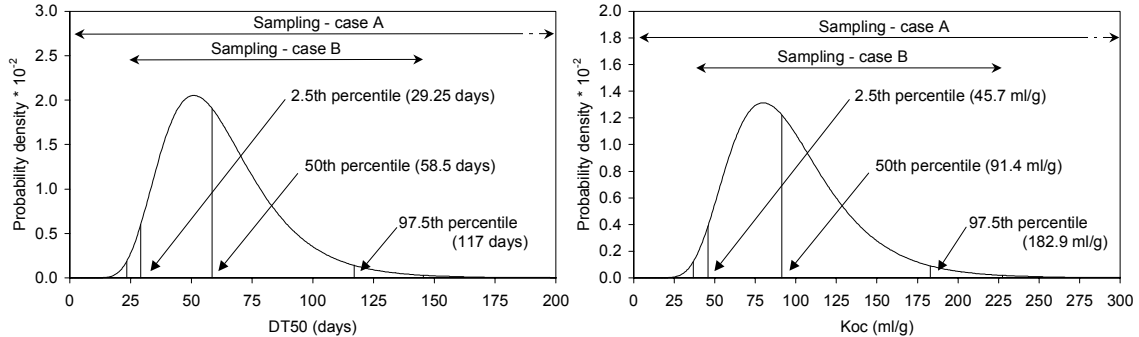 Sampling - case A
Sampling - case B
2.5th percentile (29.25 days)
50th percentile (58.5 days)
97.5th percentile
(117 days)
Probability density * 10-2
3.0
2.5
2.0
1.5
1.0
0.5
0.0
0 25 50 75 100 125 150 175 200
DT50 (days)
Sampling - case A
Sampling - case B
2.5th percentile (45.7 ml/g)
50th percentile (91.4 ml/g)
97.5th percentile
(182.9 ml/g)
Probability density * 10-2
2.0
1.8
1.6
1.4
1.2
1.0
0.8
0.6
0.4
0.2
0.0
0 25 50 75 100 125 150 175 200 225 250 275 300
Koc (ml/g)